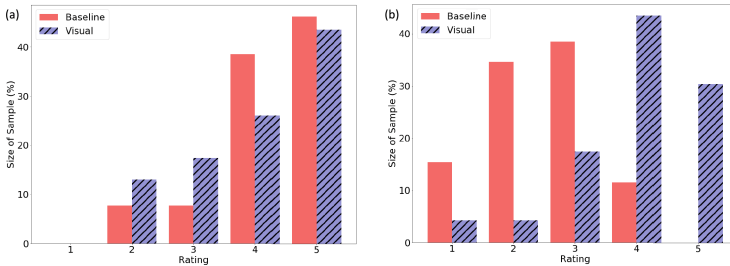 (a)
Baseline
Visual
Size of Sample (%)
40
30
20
10
0
1 2 3 4 5
Rating
(b)
Baseline
Visual
Size of Sample (%)
40
30
20
10
0
1 2 3 4 5
Rating